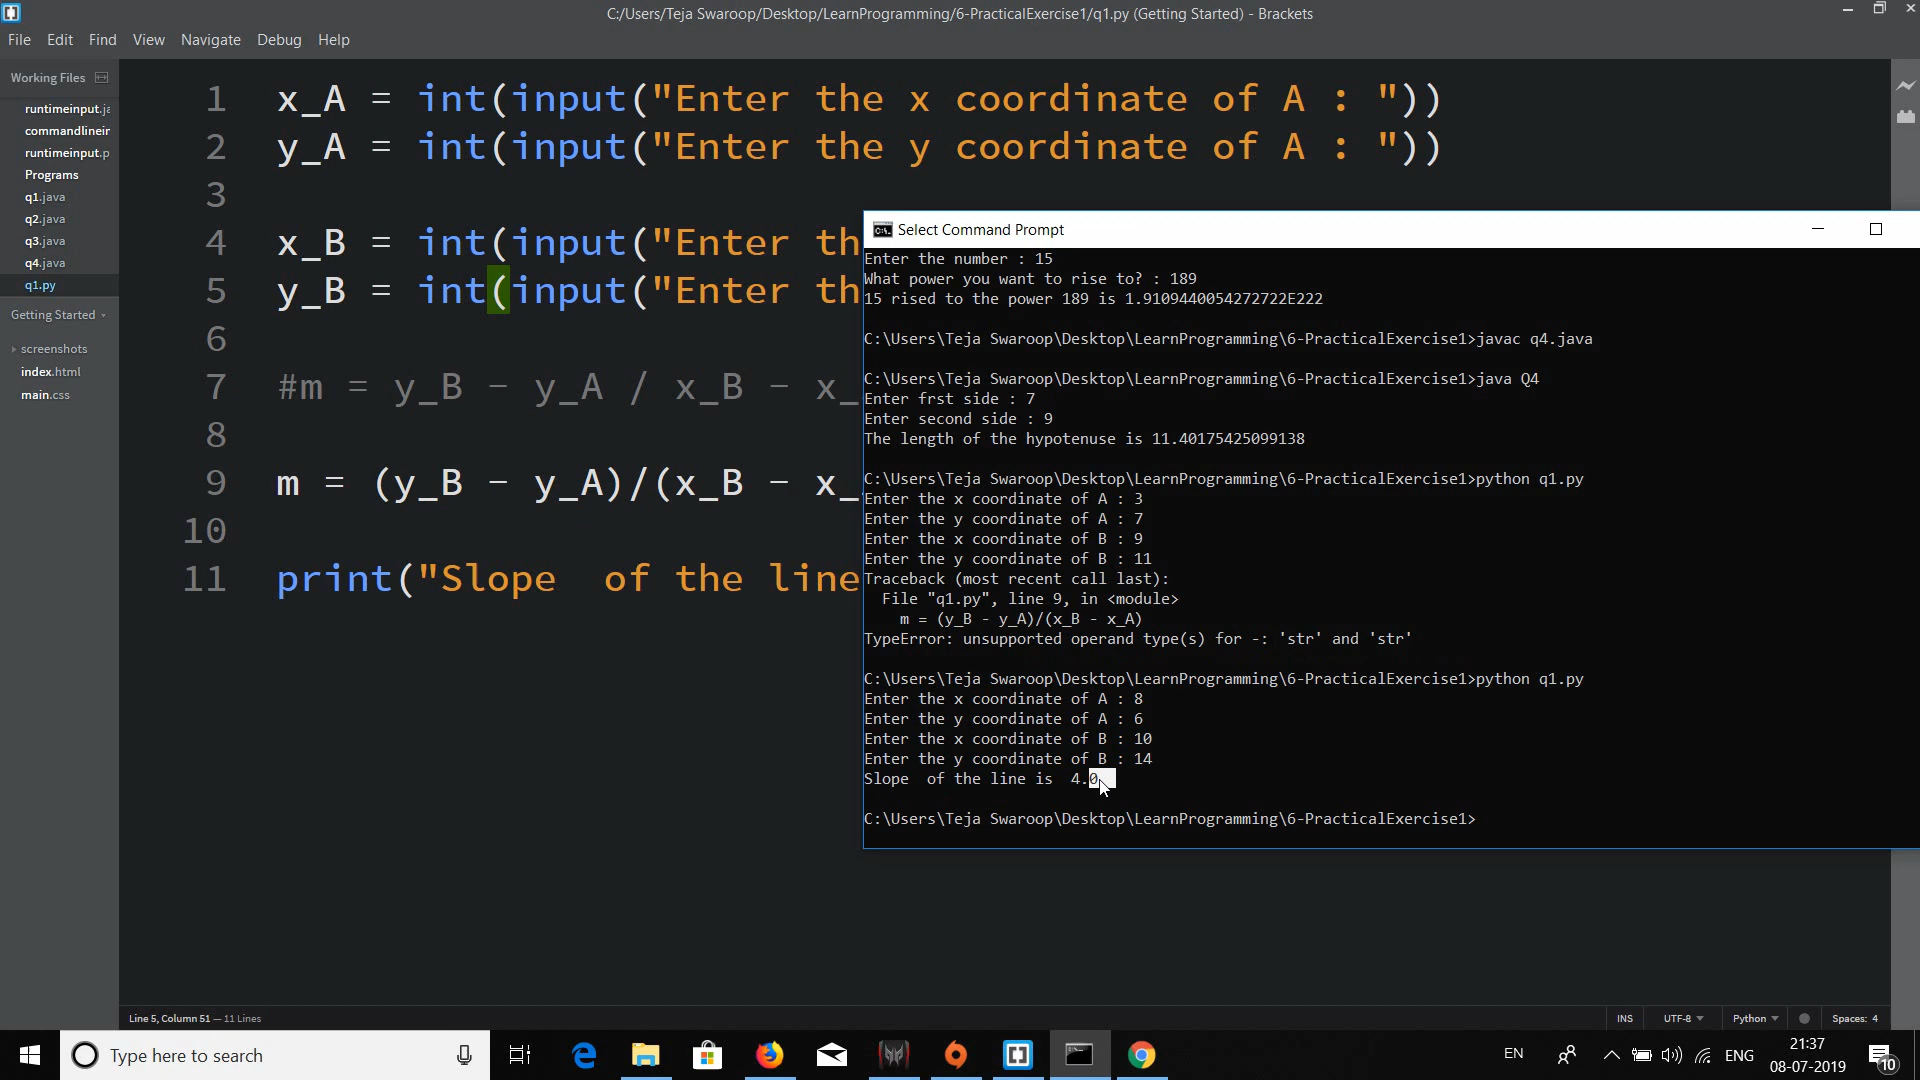 C:/Users/Teja Swaroop/Desktop/LearnProgramming/6-PracticalExercise1/q1.py (Getting Started) - Brackets
File Edit Find View Navigate Debug Help
Working Files
runtimeinput.ja
commandlineir
runtimeinput.p
Programs
q1.java
q2.java
q3.java
q4.java
q1.py
Getting Started
screenshots
index.html
main.css
1 x_A = int(input("Enter the x coordinate of A : "))
2 y_A = int(input("Enter the y coordinate of A : "))
3
4 x_B = int(input("Enter th
5 y_B = int(input("Enter th
6
7 #m = y_B - y_A / x_B - x_
8
9 m = (y_B - y_A)/(x_B - x_
10
11 print("Slope  of the line
Select Command Prompt
Enter the number : 15
What power you want to rise to? : 189
15 rised to the power 189 is 1.9109440054272722E222
C:\Users\Teja Swaroop\Desktop\LearnProgramming\6-PracticalExercise1>javac q4.java
C:\Users\Teja Swaroop\Desktop\LearnProgramming\6-PracticalExercise1>java Q4
Enter frst side : 7
Enter second side : 9
The length of the hypotenuse is 11.40175425099138
C:\Users\Teja Swaroop\Desktop\LearnProgramming\6-PracticalExercise1>python q1.py
Enter the x coordinate of A : 3
Enter the y coordinate of A : 7
Enter the x coordinate of B : 9
Enter the y coordinate of B : 11
Traceback (most recent call last):
File "q1.py", line 9, in <module>
m = (y_B - y_A)/(x_B - x_A)
TypeError: unsupported operand type(s) for -: 'str' and 'str'
C:\Users\Teja Swaroop\Desktop\LearnProgramming\6-PracticalExercise1>python q1.py
Enter the x coordinate of A : 8
Enter the y coordinate of A : 6
Enter the x coordinate of B : 10
Enter the y coordinate of B : 14
Slope  of the line is  4.0
C:\Users\Teja Swaroop\Desktop\LearnProgramming\6-PracticalExercise1>
Line 5, Column 51 — 11 Lines
INS UTF-8 Python Spaces: 4
Type here to search
EN
ENG
21:37
08-07-2019
10